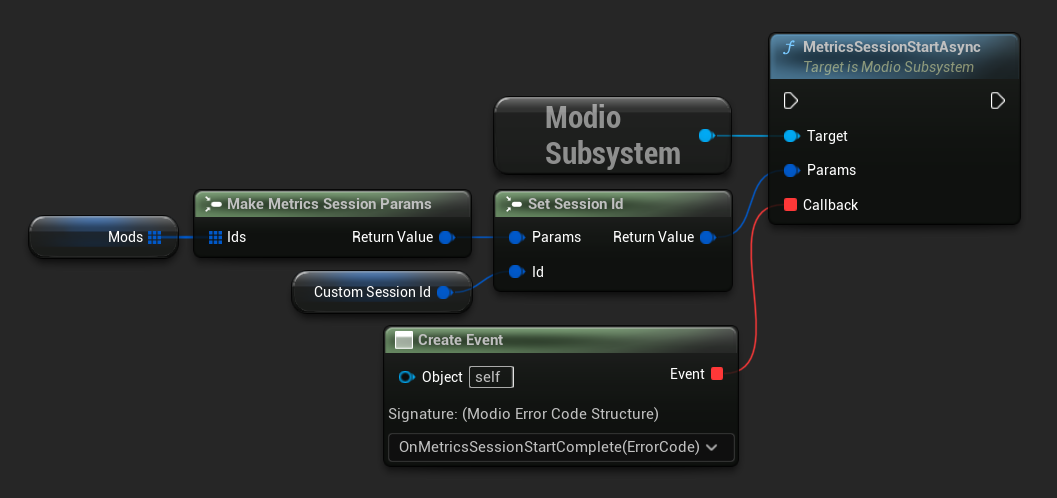 MetricsSessionStartAsync
Target is Modio Subsystem
Modio
Subsystem
Target
Params
Callback
Make Metrics Session Params
Set Session Id
Mods
Ids
Return Value
Params
Return Value
Custom Session Id
Id
Create Event
Object
self
Event
Signature: (Modio Error Code Structure)
OnMetricsSessionStartComplete(ErrorCode)